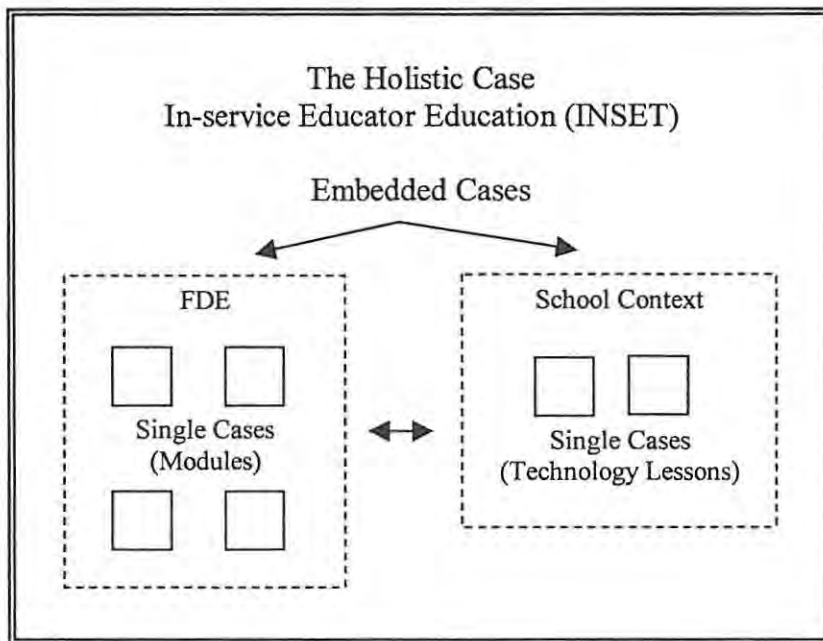 The Holistic Case
In-service Educator Education (INSET)
Embedded Cases
FDE
Single Cases
(Modules)
School Context
Single Cases
(Technology Lessons)